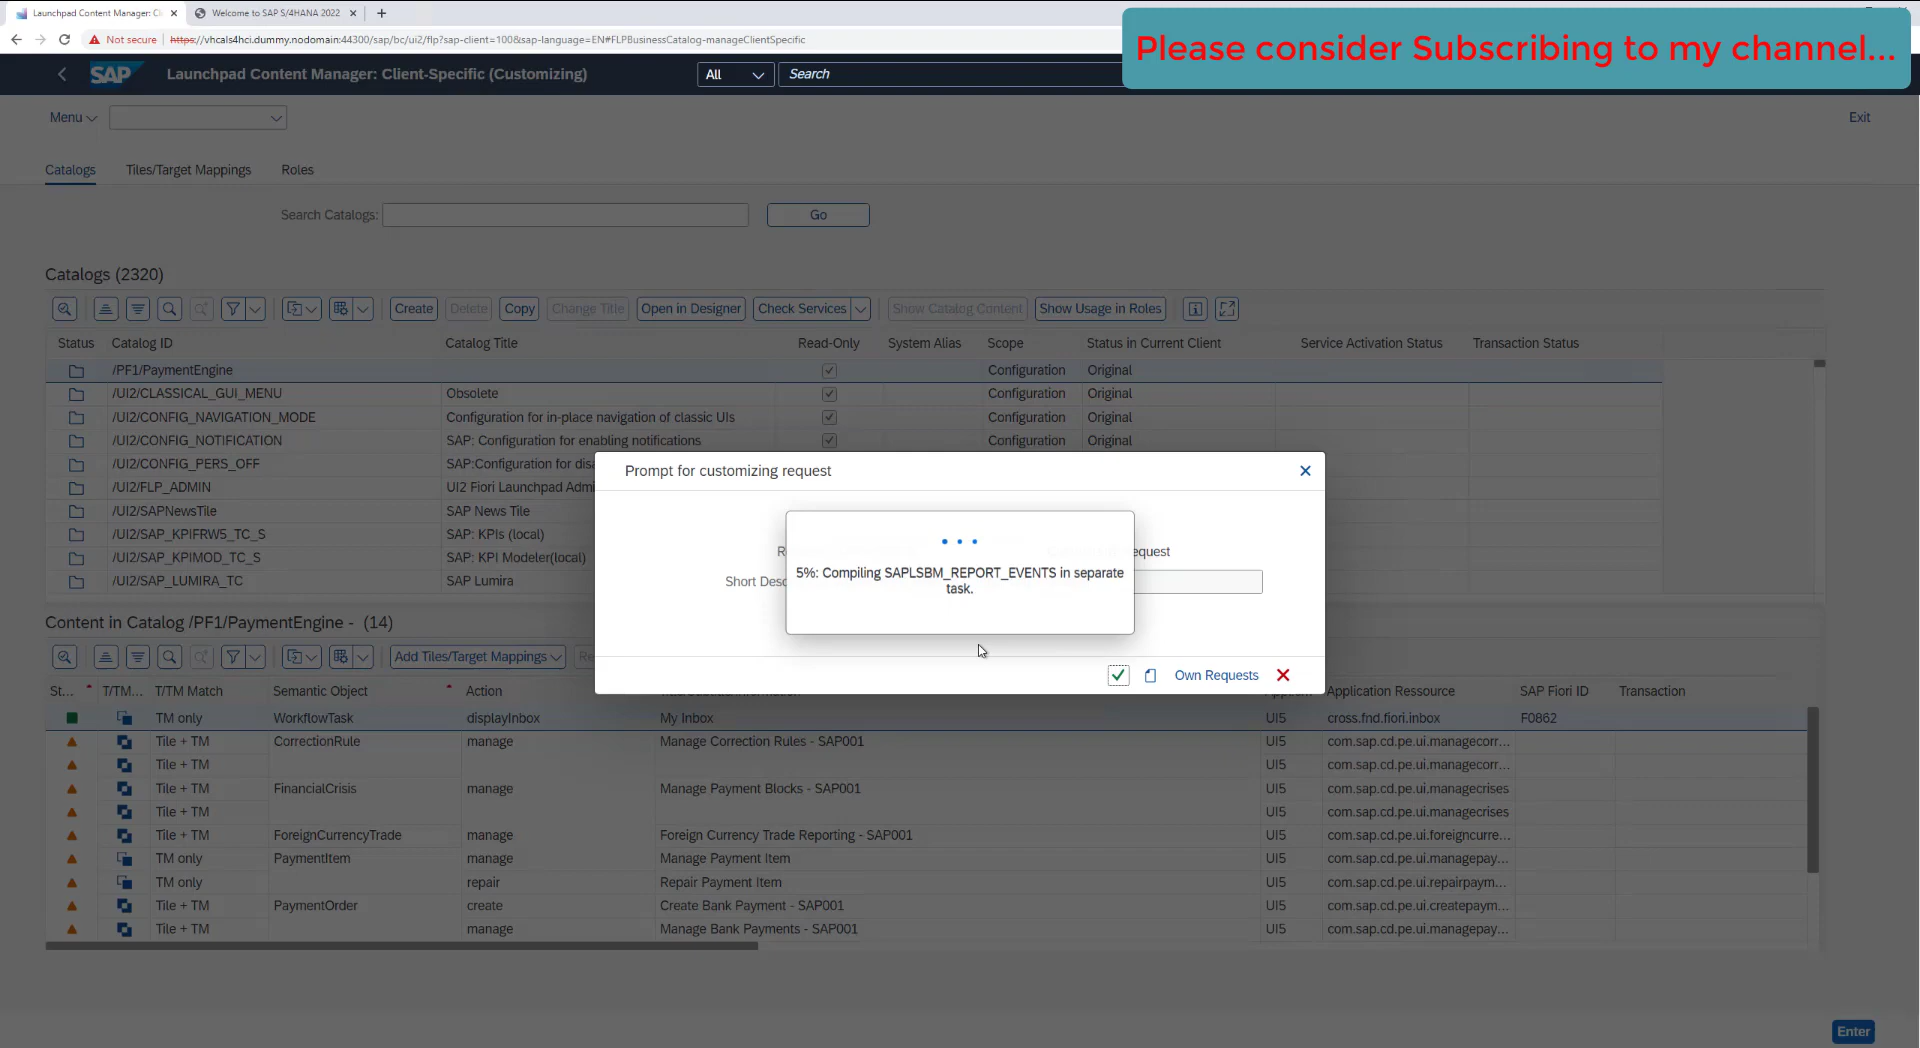 Launchpad Content Manager: Cli
Welcome to SAP S/4HANA 2022
Not secure https://vhcals4hci.dummy.nodomain:44300/sap/bc/ui2/flp?sap-client=100&sap-language=EN#FLPBusinessCatalog-manageClientSpecific
Please consider Subscribing to my channel...
SAP Launchpad Content Manager: Client-Specific (Customizing) All Search
Menu Exit
Catalogs Tiles/Target Mappings Roles
Search Catalogs: Go
Catalogs (2320)
Create Delete Copy Change Title Open in Designer Check Services Show Catalog Content Show Usage in Roles
Status Catalog ID Catalog Title Read-Only System Alias Scope Status in Current Client Service Activation Status Transaction Status
/PF1/PaymentEngine Configuration Original
/UI2/CLASSICAL_GUI_MENU Obsolete Configuration Original
/UI2/CONFIG_NAVIGATION_MODE Configuration for in-place navigation of classic UIs Configuration Original
/UI2/CONFIG_NOTIFICATION SAP: Configuration for enabling notifications Configuration Original
/UI2/CONFIG_PERS_OFF SAP:Configuration for disa
/UI2/FLP_ADMIN UI2 Fiori Launchpad Admi
/UI2/SAPNewsTile SAP News Tile
/UI2/SAP_KPIFRW5_TC_S SAP: KPIs (local)
/UI2/SAP_KPIMOD_TC_S SAP: KPI Modeler(local)
/UI2/SAP_LUMIRA_TC SAP Lumira
Prompt for customizing request
equest
Short Desc
5%: Compiling SAPLSBM_REPORT_EVENTS in separate
task.
Own Requests
Content in Catalog /PF1/PaymentEngine - (14)
Add Tiles/Target Mappings Re
St... T/TM... T/TM Match Semantic Object Action Application Ressource SAP Fiori ID Transaction
TM only WorkflowTask displayInbox My Inbox UI5 cross.fnd.fiori.inbox F0862
Tile + TM CorrectionRule manage Manage Correction Rules - SAP001 UI5 com.sap.cd.pe.ui.managecorr...
Tile + TM UI5 com.sap.cd.pe.ui.managecorr...
Tile + TM FinancialCrisis manage Manage Payment Blocks - SAP001 UI5 com.sap.cd.pe.ui.managecrises
Tile + TM UI5 com.sap.cd.pe.ui.managecrises
Tile + TM ForeignCurrencyTrade manage Foreign Currency Trade Reporting - SAP001 UI5 com.sap.cd.pe.ui.foreigncurre...
TM only PaymentItem manage Manage Payment Item UI5 com.sap.cd.pe.ui.managepay...
TM only repair Repair Payment Item UI5 com.sap.cd.pe.ui.repairpaym...
Tile + TM PaymentOrder create Create Bank Payment - SAP001 UI5 com.sap.cd.pe.ui.createpaym...
Tile + TM manage Manage Bank Payments - SAP001 UI5 com.sap.cd.pe.ui.managepay...
Enter